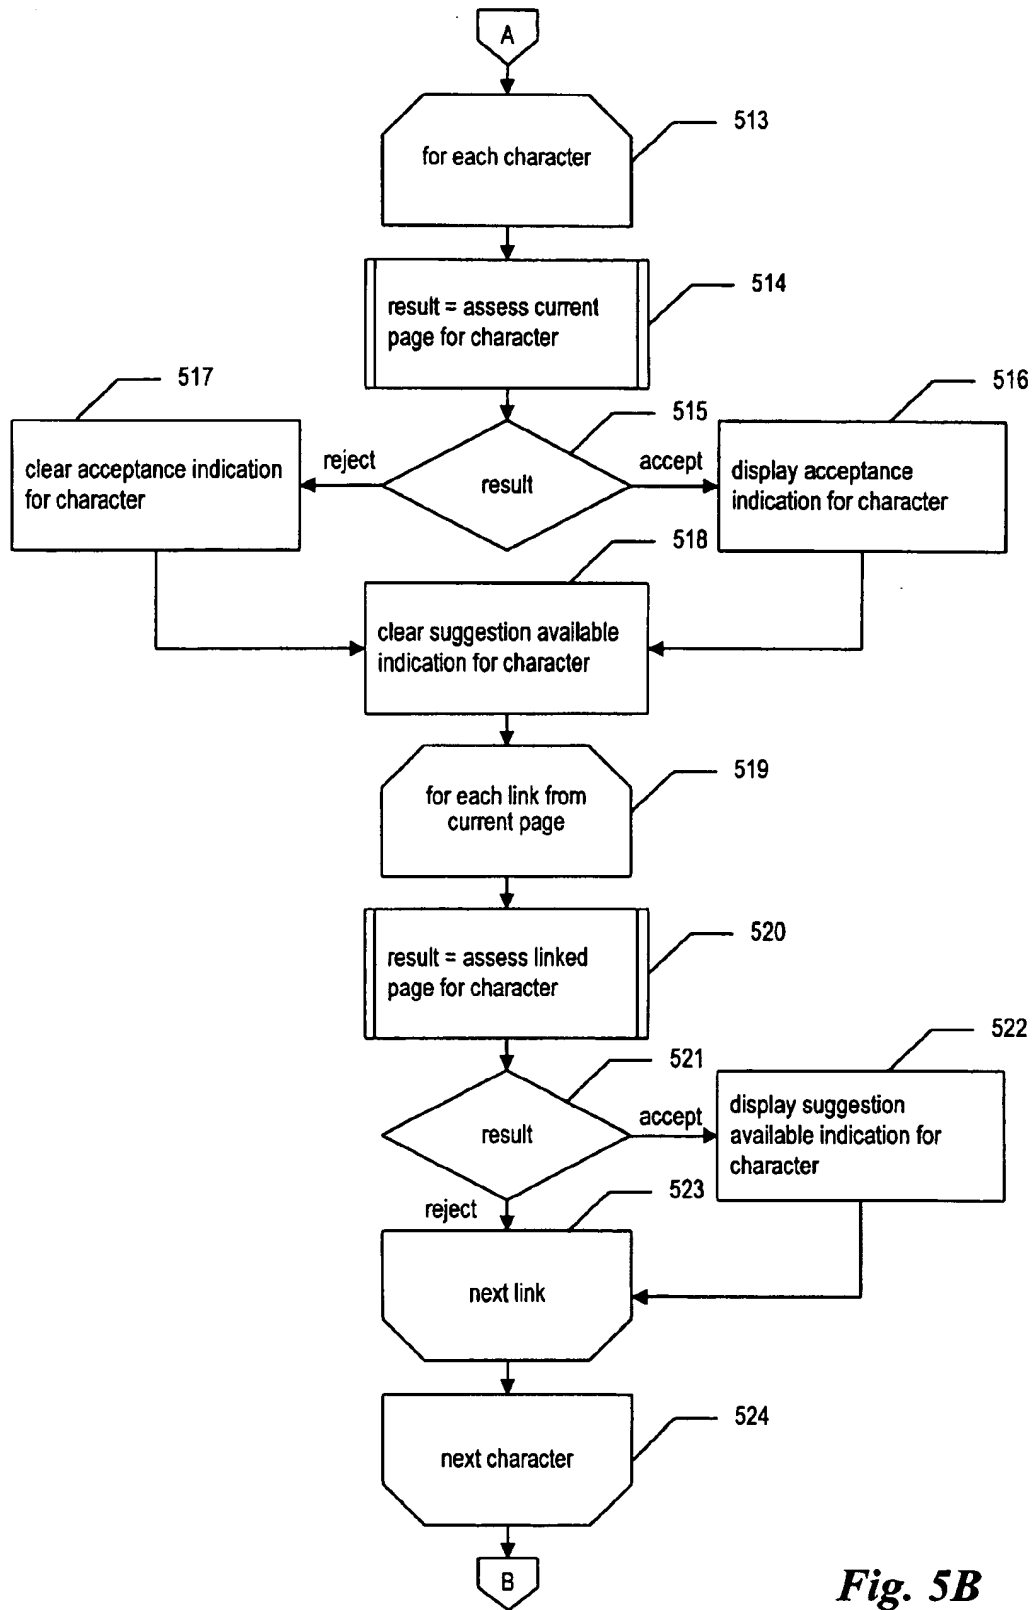 A
for each character
513
result = assess current
page for character
514
517
516
515
clear acceptance indication
for character
reject
result
accept
display acceptance
indication for character
518
clear suggestion available
indication for character
for each link from
current page
519
result = assess linked
page for character
520
522
521
result
accept
display suggestion
available indication for
character
reject
523
next link
next character
524
B
Fig. 5B